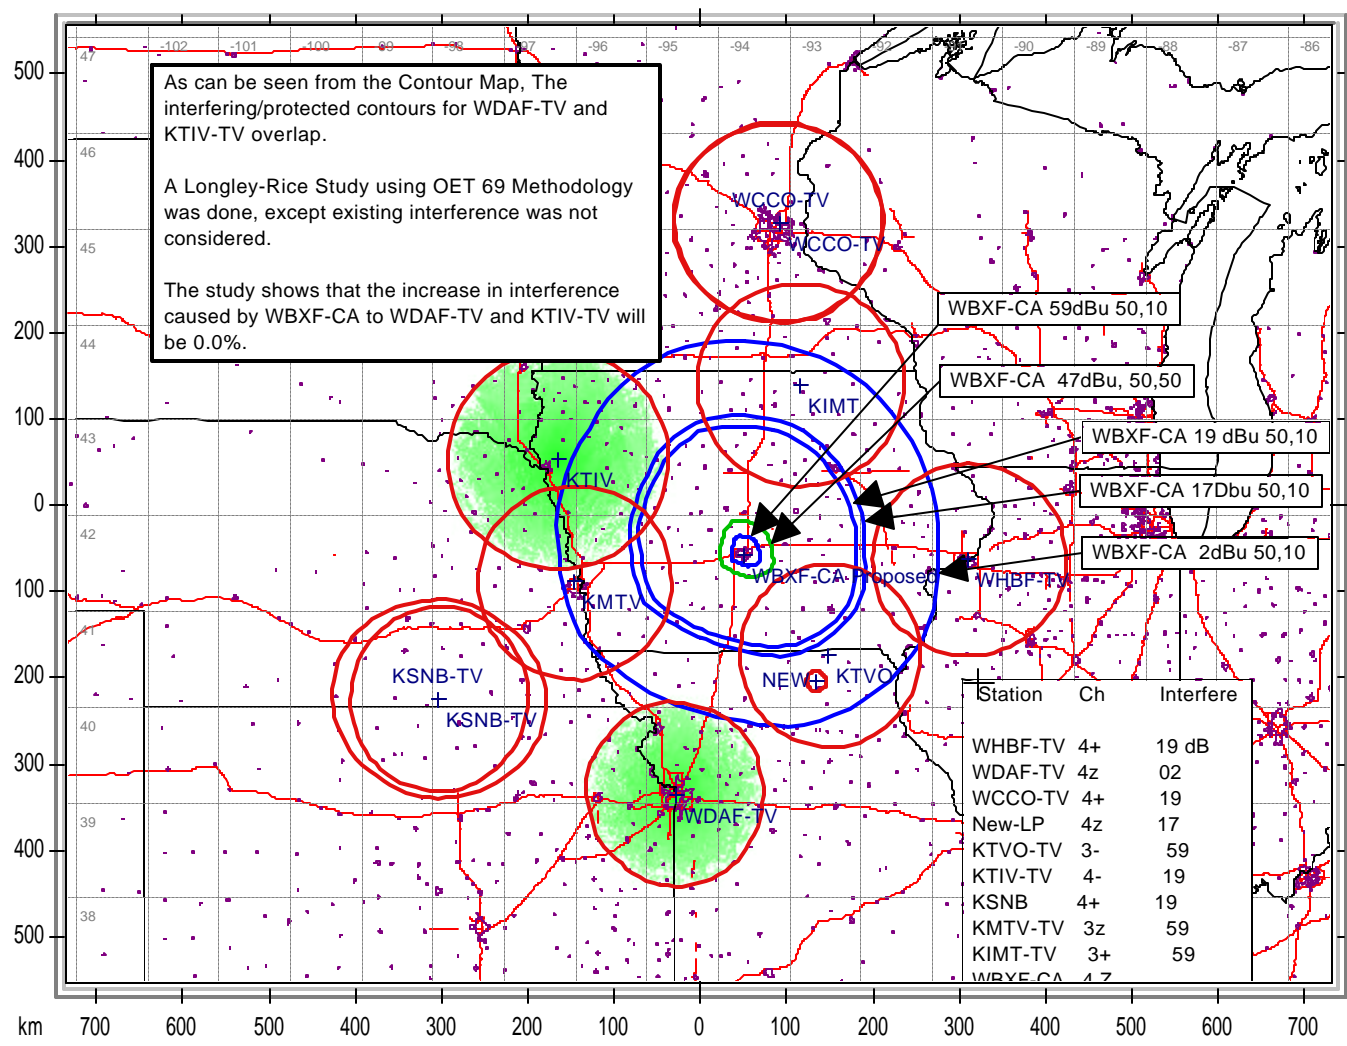 -102 -101 -100 -99 -98 -97 -96 -95 -94 -93 -92 -90 -89 -88 -87 -86
47
46
45
44
43
42
41
40
39
38
500
400
300
200
100
0
100
200
300
400
500
As can be seen from the Contour Map, The
interfering/protected contours for WDAF-TV and
KTIV-TV overlap.
A Longley-Rice Study using OET 69 Methodology
was done, except existing interference was not
considered.
The study shows that the increase in interference
caused by WBXF-CA to WDAF-TV and KTIV-TV will
be 0.0%.
WCCO-TV
WCCO-TV
WBXF-CA 59dBu 50,10
WBXF-CA 47dBu, 50,50
KIMT
WBXF-CA 19 dBu 50,10
KTIV
WBXF-CA 17Dbu 50,10
WBXF-CA 2dBu 50,10
WBXF-CA Proposed
WHBF-TV
KMTV
KSNB-TV
NEW
KTVO
KSNB-TV
WDAF-TV
Station Ch Interfere
WHBF-TV 4+ 19 dB
WDAF-TV 4z 02
WCCO-TV 4+ 19
New-LP 4z 17
KTVO-TV 3- 59
KTIV-TV 4- 19
KSNB 4+ 19
KMTV-TV 3z 59
KIMT-TV 3+ 59
WBXF-CA 4 Z
km 700 600 500 400 300 200 100 0 100 200 300 400 500 600 700